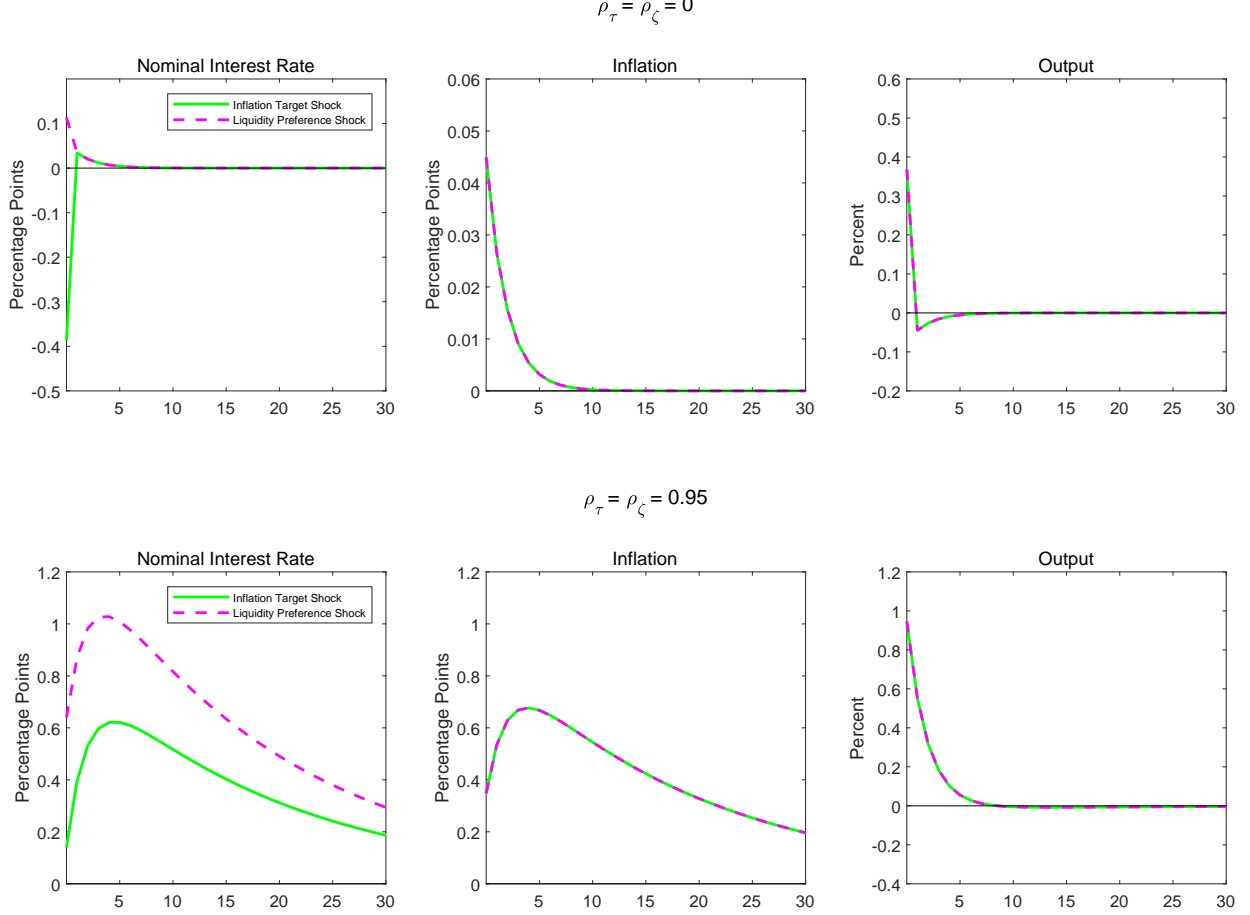 ρ_τ = ρ_ζ = 0
Nominal Interest Rate
Inflation
Output
Inflation Target Shock
Liquidity Preference Shock
Percentage Points
0.1
0
-0.1
-0.2
-0.3
-0.4
-0.5
5 10 15 20 25 30
Percentage Points
0.06
0.05
0.04
0.03
0.02
0.01
0
5 10 15 20 25 30
Percent
0.6
0.5
0.4
0.3
0.2
0.1
0
-0.1
-0.2
5 10 15 20 25 30
ρ_τ = ρ_ζ = 0.95
Nominal Interest Rate
Inflation
Output
Inflation Target Shock
Liquidity Preference Shock
Percentage Points
1.2
1
0.8
0.6
0.4
0.2
0
5 10 15 20 25 30
Percentage Points
1.2
1
0.8
0.6
0.4
0.2
0
5 10 15 20 25 30
Percent
1.2
1
0.8
0.6
0.4
0.2
0
-0.2
-0.4
5 10 15 20 25 30